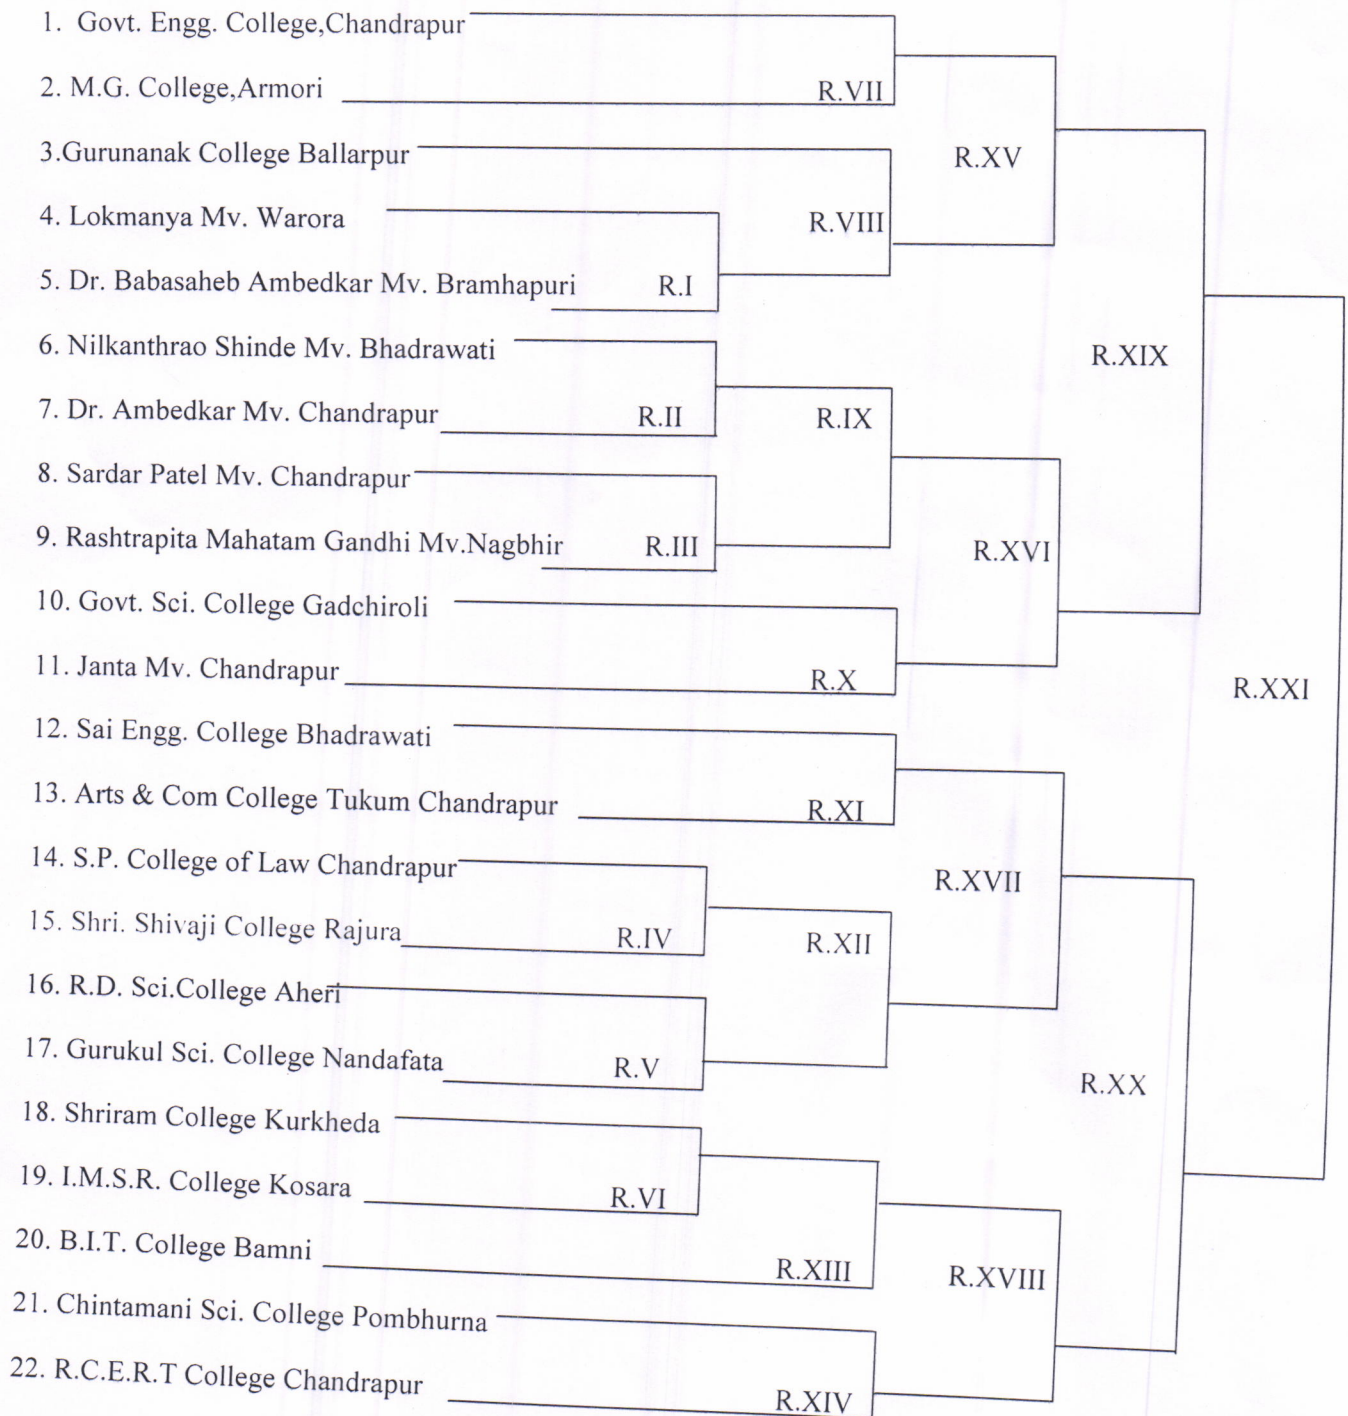 1. Govt. Engg. College,Chandrapur
2. M.G. College,Armori R.VII
3.Gurunanak College Ballarpur R.XV
4. Lokmanya Mv. Warora R.VIII
5. Dr. Babasaheb Ambedkar Mv. Bramhapuri R.I
6. Nilkanthrao Shinde Mv. Bhadrawati R.XIX
7. Dr. Ambedkar Mv. Chandrapur R.II R.IX
8. Sardar Patel Mv. Chandrapur
9. Rashtrapita Mahatam Gandhi Mv.Nagbhir R.III R.XVI
10. Govt. Sci. College Gadchiroli
11. Janta Mv. Chandrapur R.X R.XXI
12. Sai Engg. College Bhadrawati
13. Arts & Com College Tukum Chandrapur R.XI
14. S.P. College of Law Chandrapur R.XVII
15. Shri. Shivaji College Rajura R.IV R.XII
16. R.D. Sci.College Aheri
17. Gurukul Sci. College Nandafata R.V R.XX
18. Shriram College Kurkheda
19. I.M.S.R. College Kosara R.VI
20. B.I.T. College Bamni R.XIII R.XVIII
21. Chintamani Sci. College Pombhurna
22. R.C.E.R.T College Chandrapur R.XIV